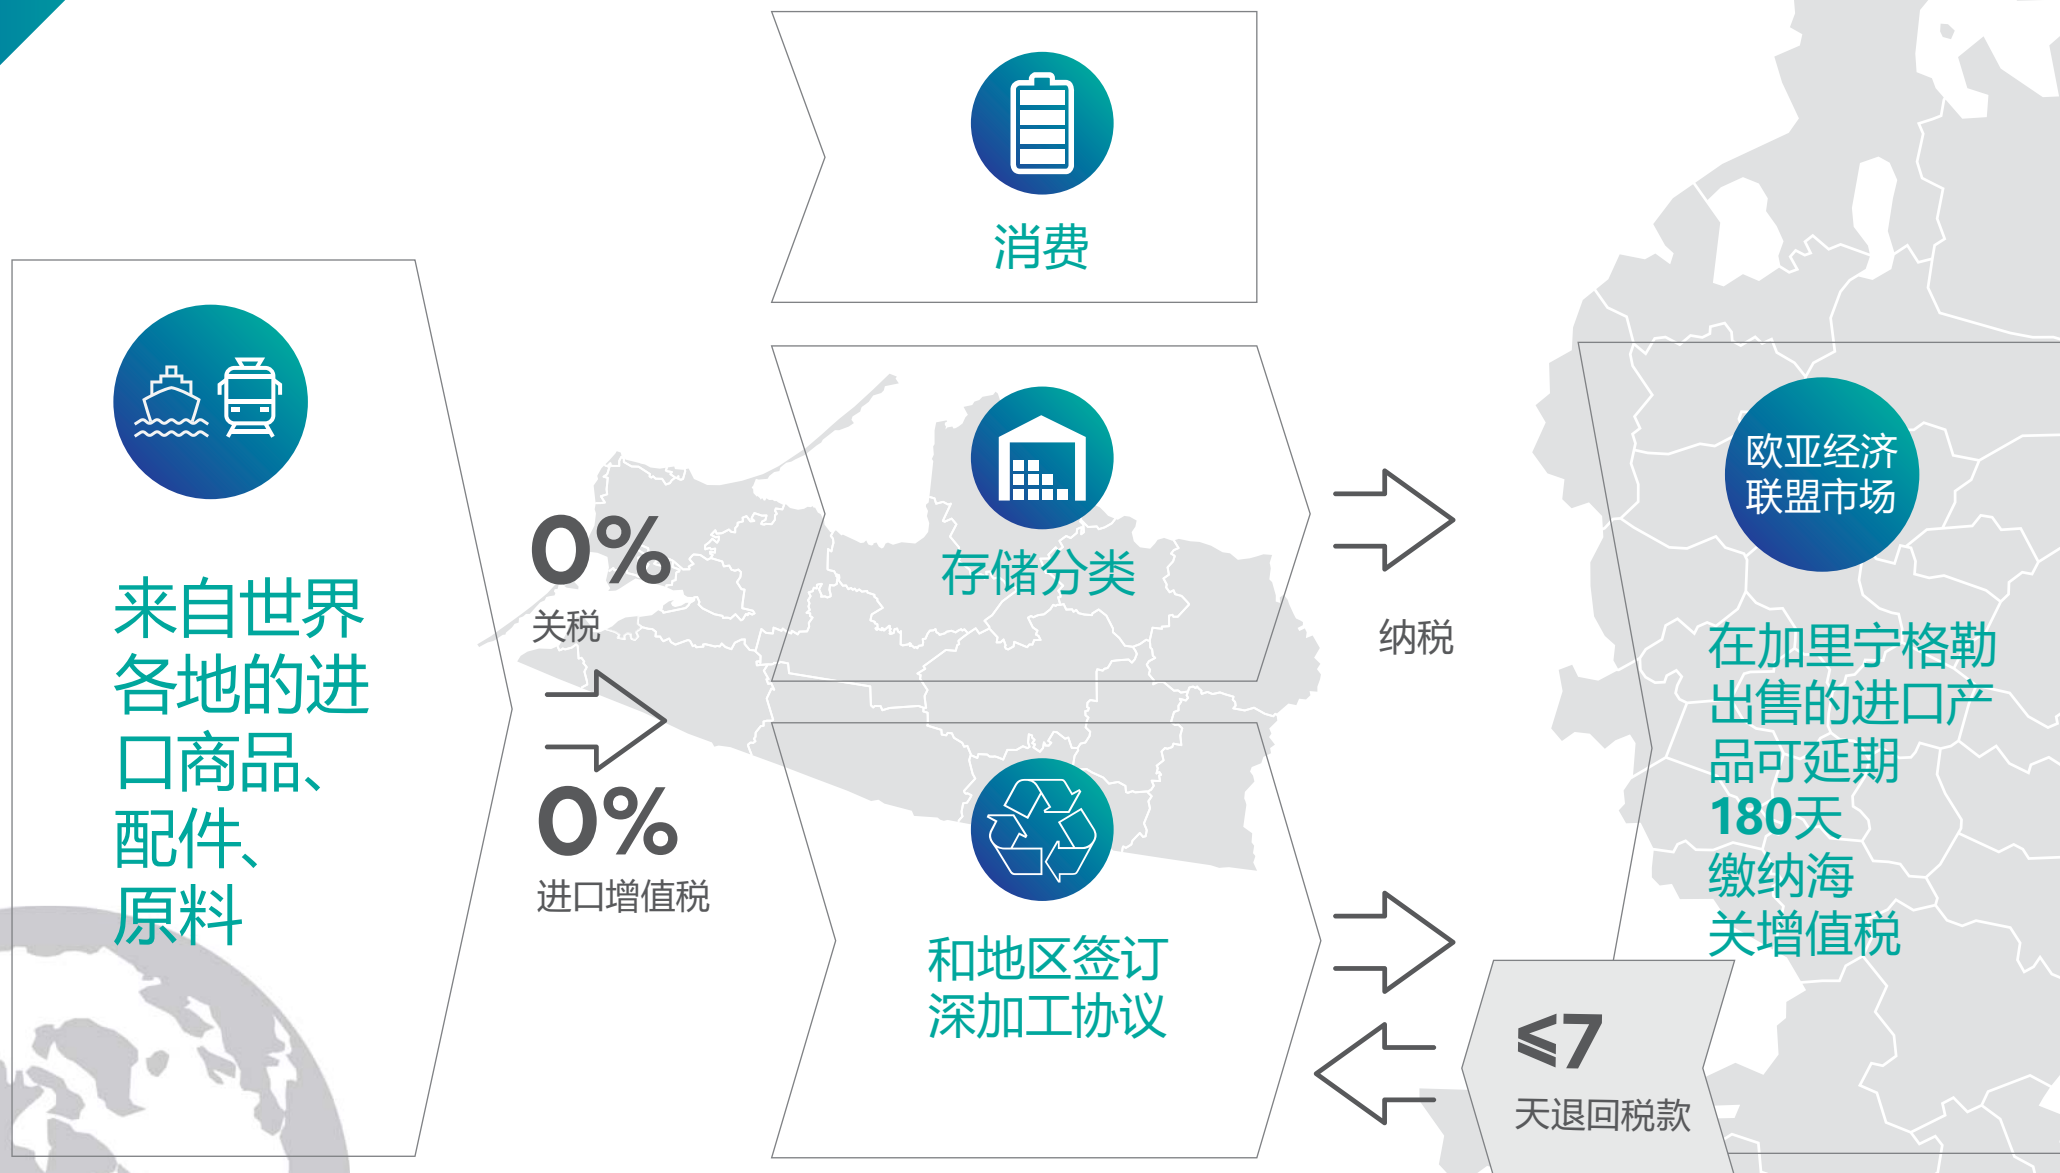 来自世界
各地的进
口商品、
配件、
原料
0%
关税
0%
进口增值税
消费
存储分类
和地区签订
深加工协议
纳税
欧亚经济
联盟市场
在加里宁格勒
出售的进口产
品可延期
180天
缴纳海
关增值税
⩽7
天退回税款